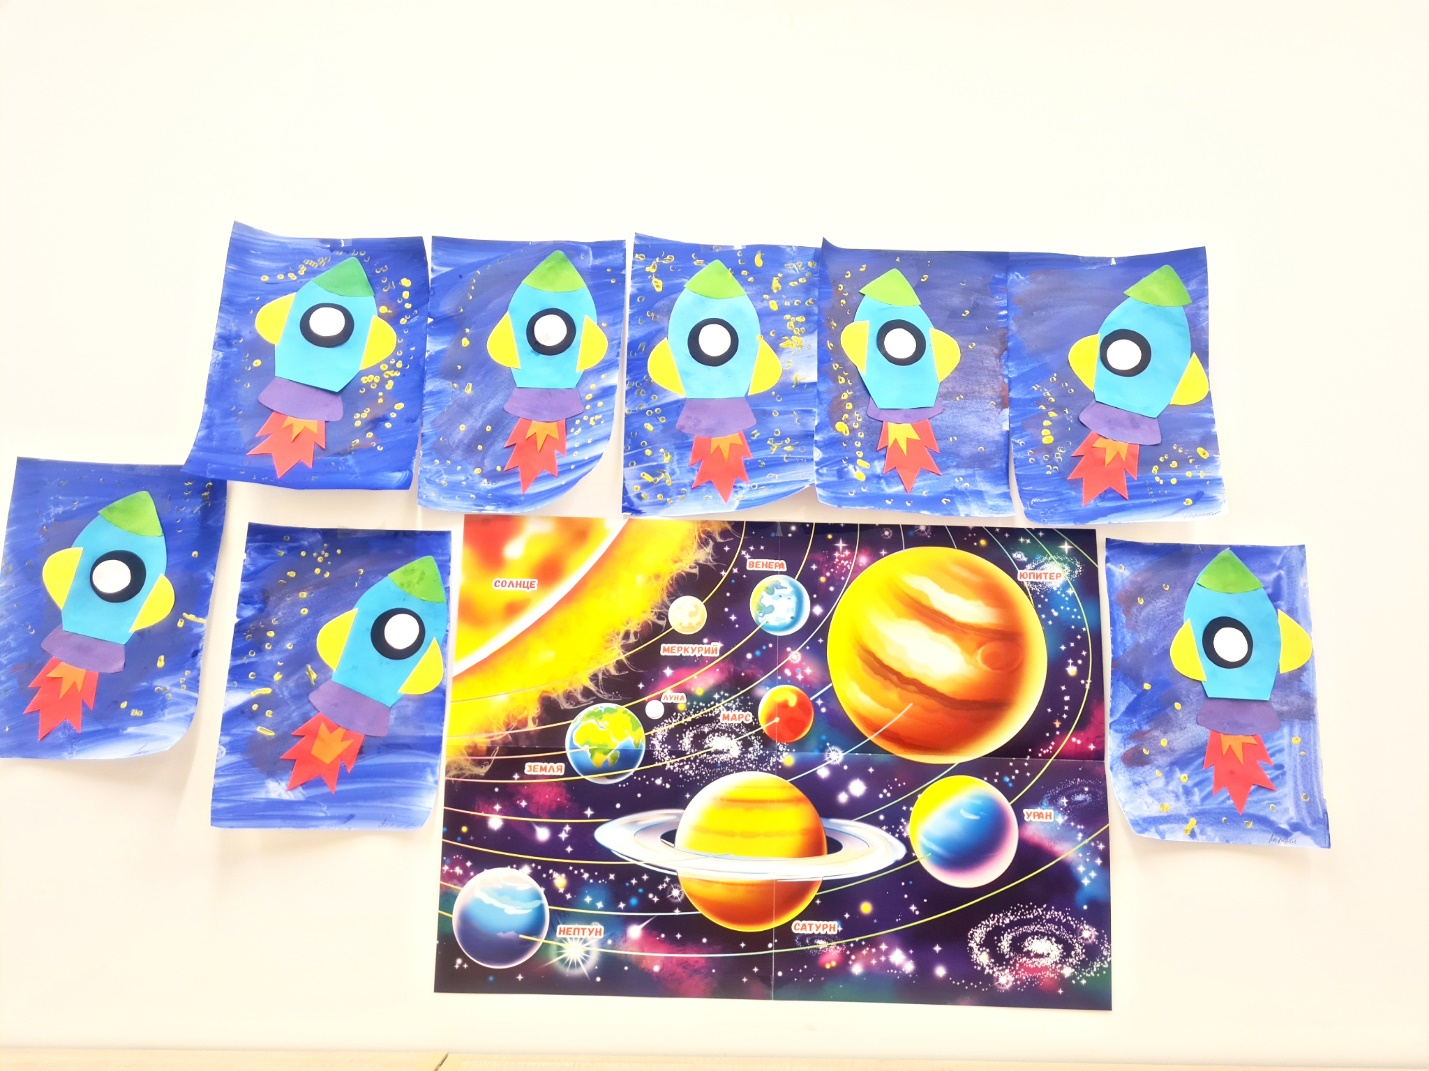 СОЛНЦЕ
ВЕНЕРА
ЮПИТЕР
МЕРКУРИЙ
ЛУНА
МАРС
ЗЕМЛЯ
УРАН
НЕПТУН
САТУРН